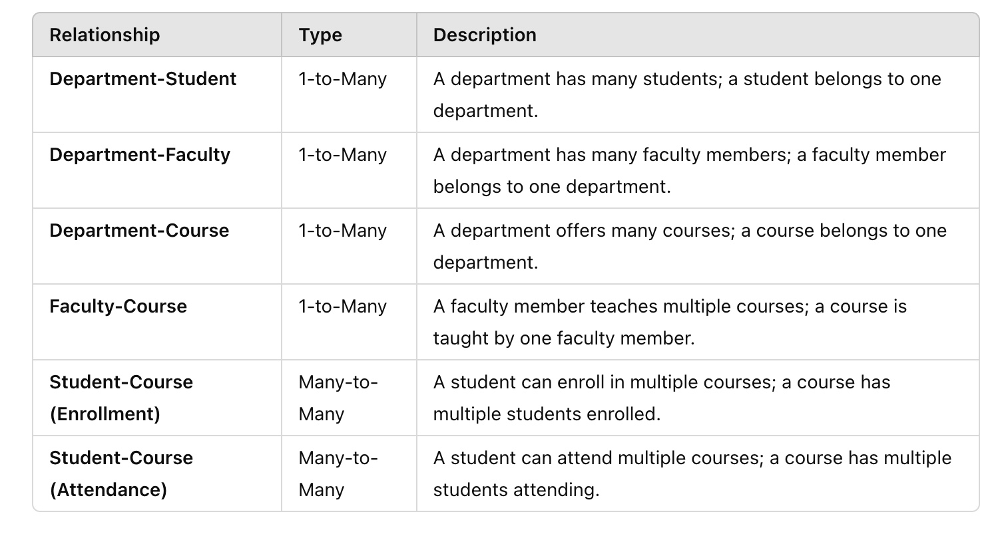 Relationship Type Description
Department-Student 1-to-Many A department has many students; a student belongs to one
department.
Department-Faculty 1-to-Many A department has many faculty members; a faculty member
belongs to one department.
Department-Course 1-to-Many A department offers many courses; a course belongs to one
department.
Faculty-Course 1-to-Many A faculty member teaches multiple courses; a course is
taught by one faculty member.
Student-Course Many-to- A student can enroll in multiple courses; a course has
(Enrollment) Many multiple students enrolled.
Student-Course Many-to- A student can attend multiple courses; a course has multiple
(Attendance) Many students attending.